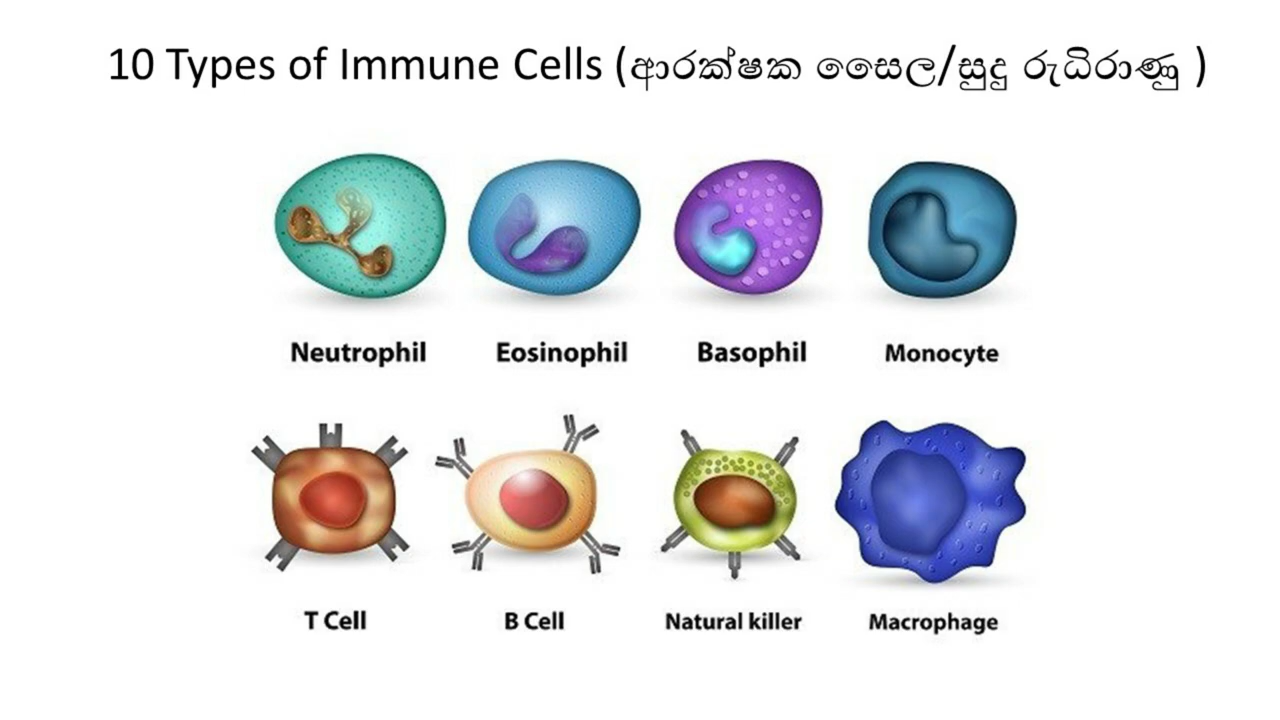 10 Types of Immune Cells (ආරක්ෂක සෛල/සුදු රුධිරාණු )
Neutrophil Eosinophil Basophil Monocyte
T Cell B Cell Natural killer Macrophage